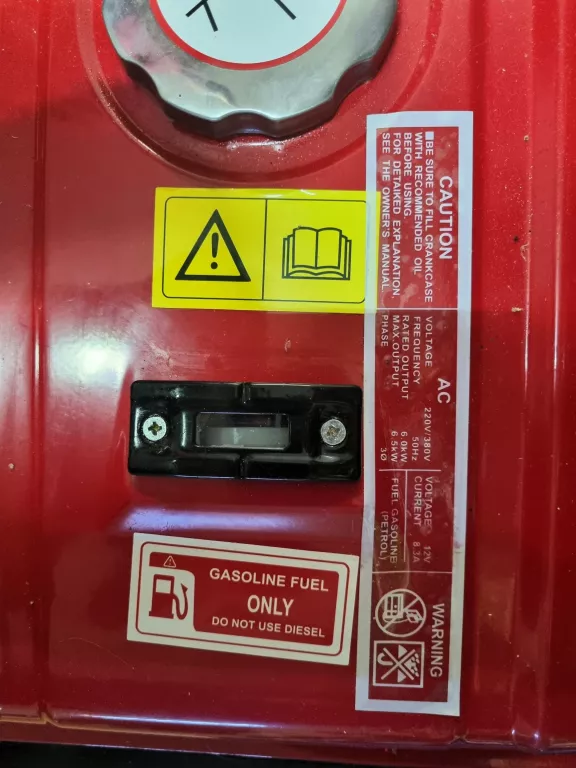 CAUTION
■BE SURE TO FILL CRANKCASE
WITH RECOMMENDED OIL
BEFORE USING
FOR DETAIKED EXPLANATION
SEE THE OWNER'S MANUAL
AC
VOLTAGE 220V/380V
FREQUENCY 50Hz
RATED OUTPUT 6.0kW
MAX.OUTPUT 6.5kW
PHASE 3Ø
VOLTAGE 12V
CURRENT 8.3A
FUEL GASOLINE
(PETROL)
WARNING
GASOLINE FUEL
ONLY
DO NOT USE DIESEL